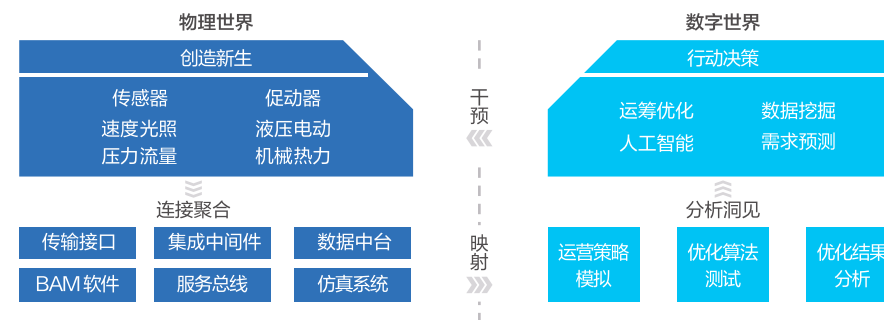 物理世界
创造新生
传感器 促动器
速度光照 液压电动
压力流量 机械热力
连接聚合
传输接口 集成中间件 数据中台
BAM 软件 服务总线 仿真系统
干预
映射
数字世界
行动决策
运筹优化 数据挖掘
人工智能 需求预测
分析洞见
运营策略 优化算法 优化结果
模拟 测试 分析